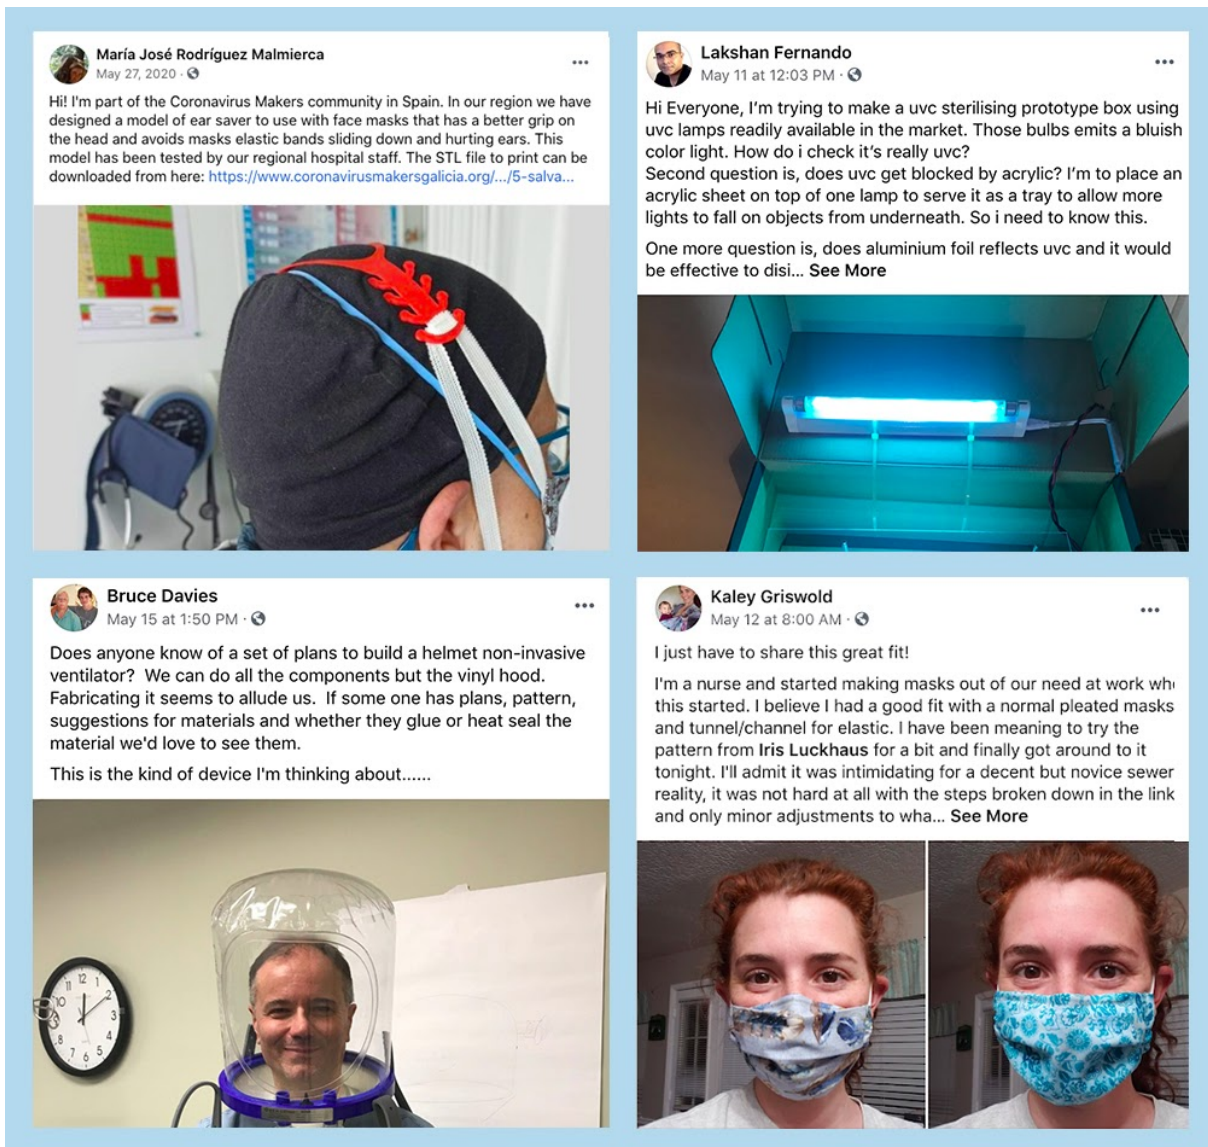 María José Rodríguez Malmierca
May 27, 2020 ·
Hi! I'm part of the Coronavirus Makers community in Spain. In our region we have
designed a model of ear saver to use with face masks that has a better grip on
the head and avoids masks elastic bands sliding down and hurting ears. This
model has been tested by our regional hospital staff. The STL file to print can be
downloaded from here: https://www.coronavirusmakersgalicia.org/.../5-salva...
Lakshan Fernando
May 11 at 12:03 PM ·
Hi Everyone, I'm trying to make a uvc sterilising prototype box using
uvc lamps readily available in the market. Those bulbs emits a bluish
color light. How do i check it's really uvc?
Second question is, does uvc get blocked by acrylic? I'm to place an
acrylic sheet on top of one lamp to serve it as a tray to allow more
lights to fall on objects from underneath. So i need to know this.
One more question is, does aluminium foil reflects uvc and it would
be effective to disi... See More
Bruce Davies
May 15 at 1:50 PM ·
Does anyone know of a set of plans to build a helmet non-invasive
ventilator?  We can do all the components but the vinyl hood.
Fabricating it seems to allude us.  If some one has plans, pattern,
suggestions for materials and whether they glue or heat seal the
material we'd love to see them.
This is the kind of device I'm thinking about......
12
1
2
3
4
5
6
7
8
9
10
11
Kaley Griswold
May 12 at 8:00 AM ·
I just have to share this great fit!
I'm a nurse and started making masks out of our need at work wh
this started. I believe I had a good fit with a normal pleated masks
and tunnel/channel for elastic. I have been meaning to try the
pattern from Iris Luckhaus for a bit and finally got around to it
tonight. I'll admit it was intimidating for a decent but novice sewer
reality, it was not hard at all with the steps broken down in the link
and only minor adjustments to wha... See More